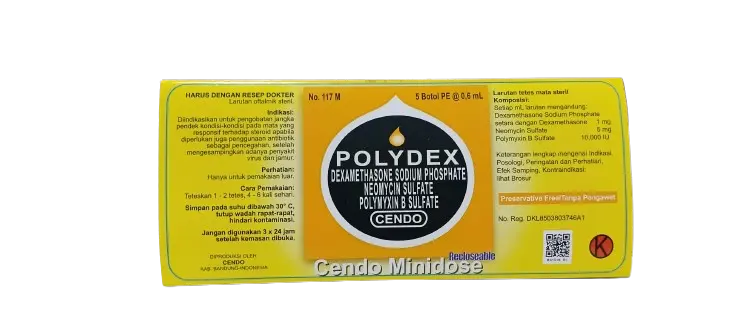 HARUS DENGAN RESEP DOKTER
Larutan oftalmik steril.
Indikasi:
Diindikasikan untuk pengobatan jangka
pendek kondisi-kondisi pada mata yang
responsif terhadap steroid apabila
diperlukan juga penggunaan antibiotik
sebagai pencegahan, setelah
mengesampingkan adanya penyakit
virus dan jamur.
Perhatian:
Hanya untuk pemakaian luar.
Cara Pemakaian:
Teteskan 1 - 2 tetes, 4 - 6 kali sehari.
Simpan pada suhu dibawah 30° C,
tutup wadah rapat-rapat,
hindari kontaminasi.
Jangan digunakan 3 x 24 jam
setelah kemasan dibuka.
DIPRODUKSI OLEH
CENDO
KAB. BANDUNG-INDONESIA
No. 117 M
5 Botol PE @ 0,6 mL
POLYDEX
DEXAMETHASONE SODIUM PHOSPHATE
NEOMYCIN SULFATE
POLYMYXIN B SULFATE
CENDO
Recloseable
Cendo Minidose
Larutan tetes mata steril
Komposisi:
Setiap mL larutan mengandung:
Dexamethasone Sodium Phosphate
setara dengan Dexamethasone 1 mg
Neomycin Sulfate 5 mg
Polymyxin B Sulfate 10.000 IU
Keterangan lengkap mengenai Indikasi,
Posologi, Peringatan dan Perhatian,
Efek Samping, Kontraindikasi:
lihat Brosur
Preservative Free/Tanpa Pengawet
No. Reg. DKL8503803746A1
K